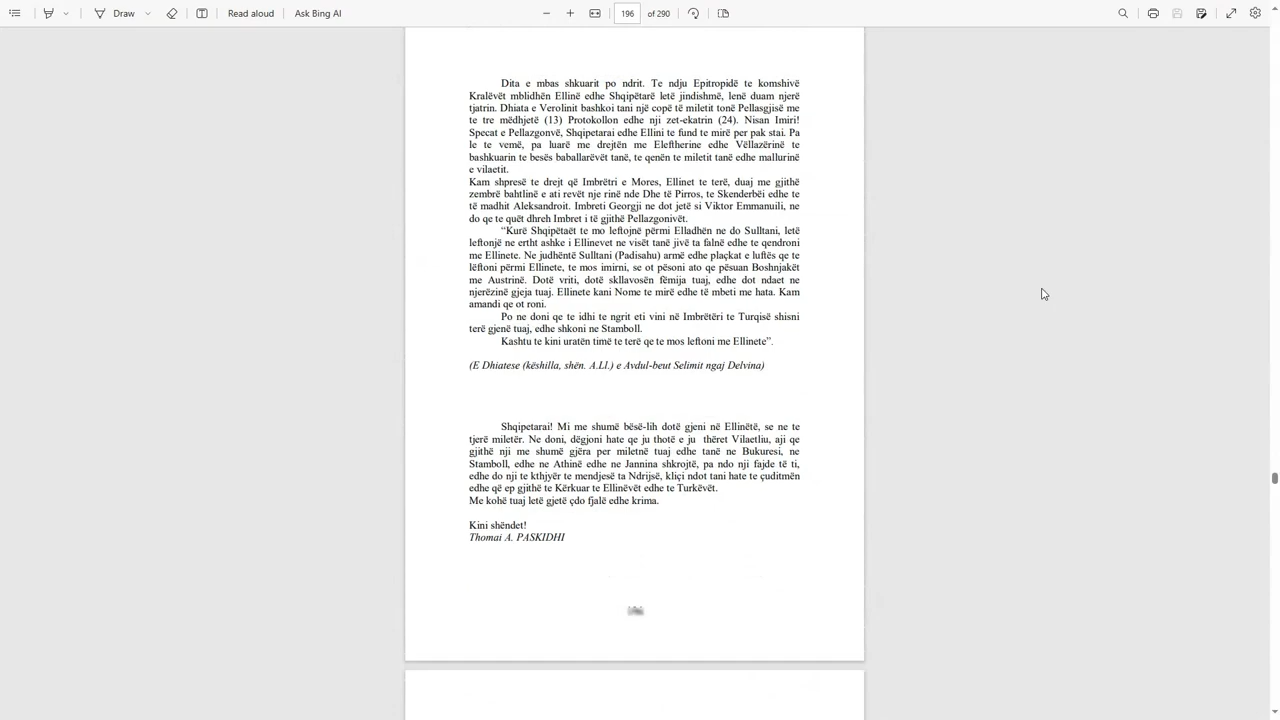 Draw
Read aloud
Ask Bing AI
196
of 290
Dita e mbas shkuarit po ndrit. Te ndju Epitropidë te komshivë
Kralëvët mblidhën Ellinë edhe Shqipëtarë letë jindishmë, lenë duam njerë
tjatrin. Dhiata e Verolinit bashkoi tani një copë të miletit tonë Pellasgjisë me
te tre mëdhjetë (13) Protokollon edhe nji zet-ekatrin (24). Nisan Imiri!
Specat e Pellazgonvë, Shqipetarai edhe Ellini te fund te mirë per pak stai. Pa
le te vemë, pa luarë me drejtën me Eleftherine edhe Vëllazërinë te
bashkuarin te besës baballarëvët tanë, te qenën te miletit tanë edhe mallurinë
e vilaetit.
Kam shpresë te drejt që Imbrëtri e Mores, Ellinet te terë, duaj me gjithë
zembrë bahtlinë e ati revët nje rinë nde Dhe të Pirros, te Skenderbëi edhe te
të madhit Aleksandroit. Imbreti Georgji ne dot jetë si Viktor Emmanuili, ne
do qe te quët dhreh Imbret i të gjithë Pellazgonivët.
“Kurë Shqipëtaët te mo leftojnë përmi Elladhën ne do Sulltani, letë
leftonjë ne ertht ashke i Ellinevet ne visët tanë jivë ta falnë edhe te qendroni
me Ellinete. Ne judhëntë Sulltani (Padisahu) armë edhe plaçkat e luftës qe te
lëftoni përmi Ellinete, te mos imirni, se ot pësoni ato qe pësuan Boshnjakët
me Austrinë. Dotë vriti, dotë skllavosën fëmija tuaj, edhe dot ndaet ne
njerëzinë gjeja tuaj. Ellinete kani Nome te mirë edhe të mbeti me hata. Kam
amandi qe ot roni.
Po ne doni qe te idhi te ngrit eti vini në Imbrëtëri te Turqisë shisni
terë gjenë tuaj, edhe shkoni ne Stamboll.
Kashtu te kini uratën timë te terë qe te mos leftoni me Ellinete”.
(E Dhiatese (këshilla, shën. A.Ll.) e Avdul-beut Selimit ngaj Delvina)
Shqipetarai! Mi me shumë bësë-lih dotë gjeni në Ellinëtë, se ne te
tjerë miletër. Ne doni, dëgjoni hate qe ju thotë e ju thëret Vilaetliu, aji qe
gjithë nji me shumë gjëra per miletnë tuaj edhe tanë ne Bukuresi, ne
Stamboll, edhe ne Athinë edhe ne Jannina shkrojtë, pa ndo nji fajde të ti,
edhe do nji te kthjyër te mendjesë ta Ndrijsë, kliçi ndot tani hate te çuditmën
edhe që ep gjithë te Kërkuar te Ellinëvët edhe te Turkëvët.
Me kohë tuaj letë gjetë çdo fjalë edhe krima.
Kini shëndet!
Thomai A. PASKIDHI